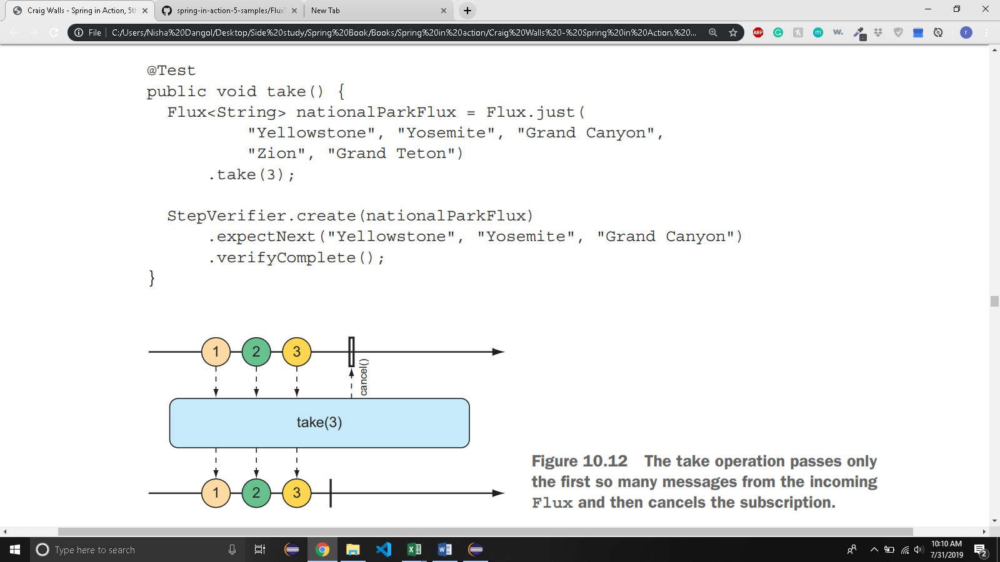 Craig Walls - Spring in Action, 5th
spring-in-action-5-samples/FluxT
New Tab
File
C:/Users/Nisha%20Dangol/Desktop/Side%20study/Spring%20Book/Books/Spring%20in%20action/Craig%20Walls%20-%20Spring%20in%20Action,%20...
ABP
G
m
w.
r
@Test
public void take() {
Flux<String> nationalParkFlux = Flux.just(
"Yellowstone", "Yosemite", "Grand Canyon",
"Zion", "Grand Teton")
.take(3);
StepVerifier.create(nationalParkFlux)
.expectNext("Yellowstone", "Yosemite", "Grand Canyon")
.verifyComplete();
}
1 2 3
cancel()
take(3)
1 2 3
Figure 10.12 The take operation passes only
the first so many messages from the incoming
Flux and then cancels the subscription.
Type here to search
10:10 AM
7/31/2019
2